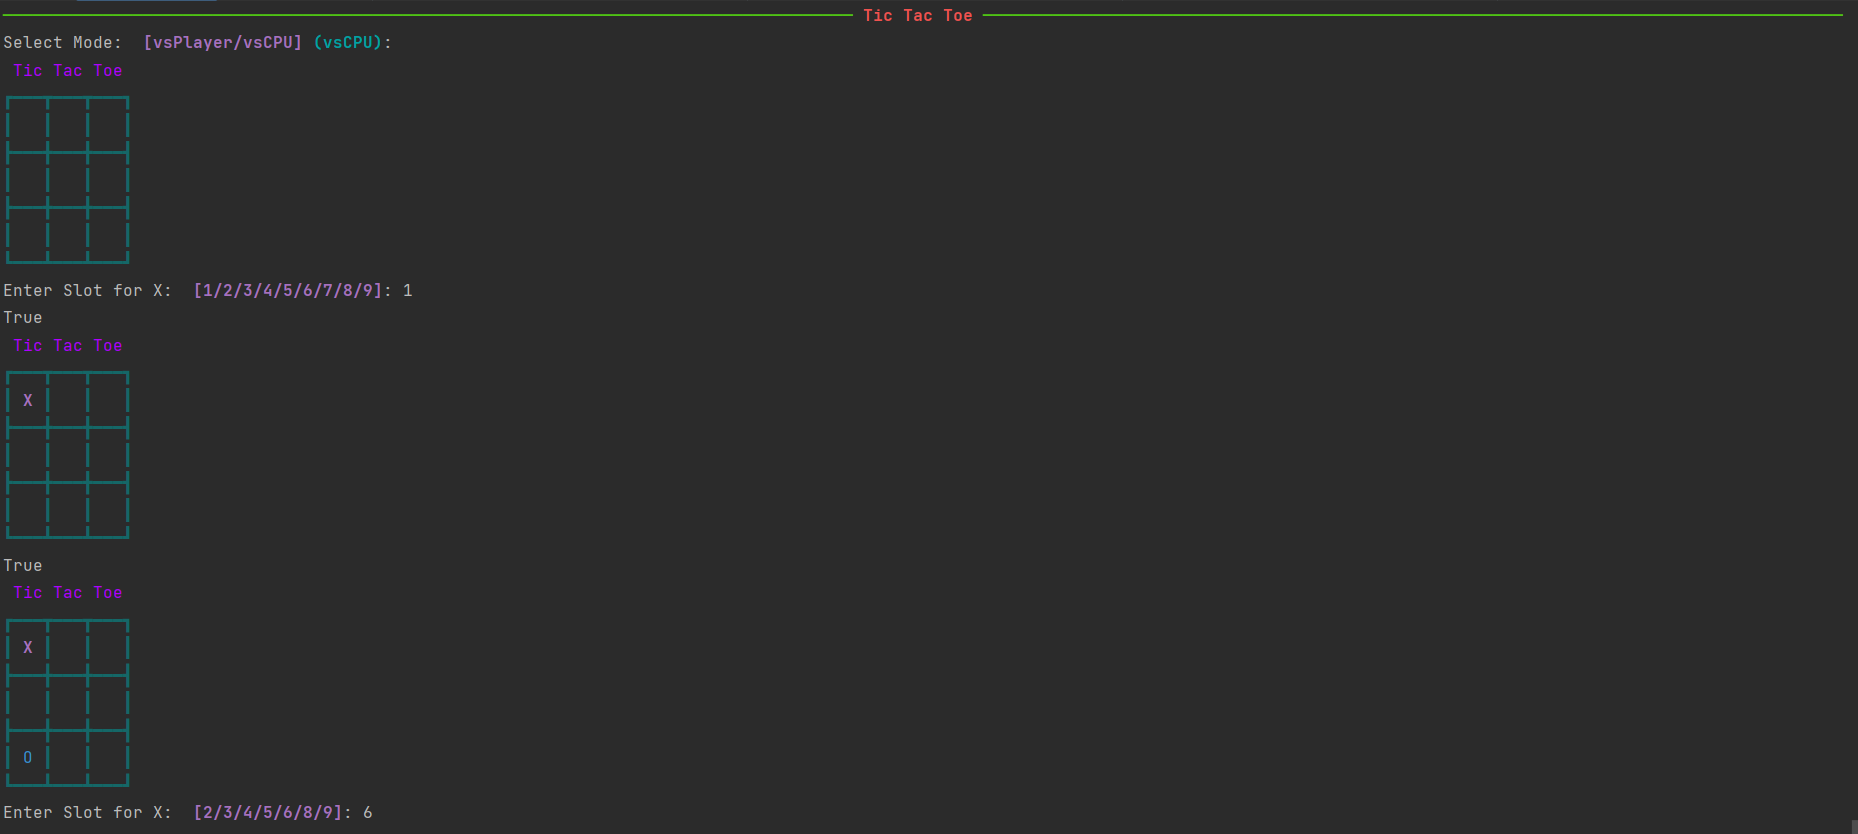 Tic Tac Toe
Select Mode:  [vsPlayer/vsCPU] (vsCPU):
Tic Tac Toe
Enter Slot for X:  [1/2/3/4/5/6/7/8/9]: 1
True
Tic Tac Toe
X
True
Tic Tac Toe
X
O
Enter Slot for X:  [2/3/4/5/6/8/9]: 6